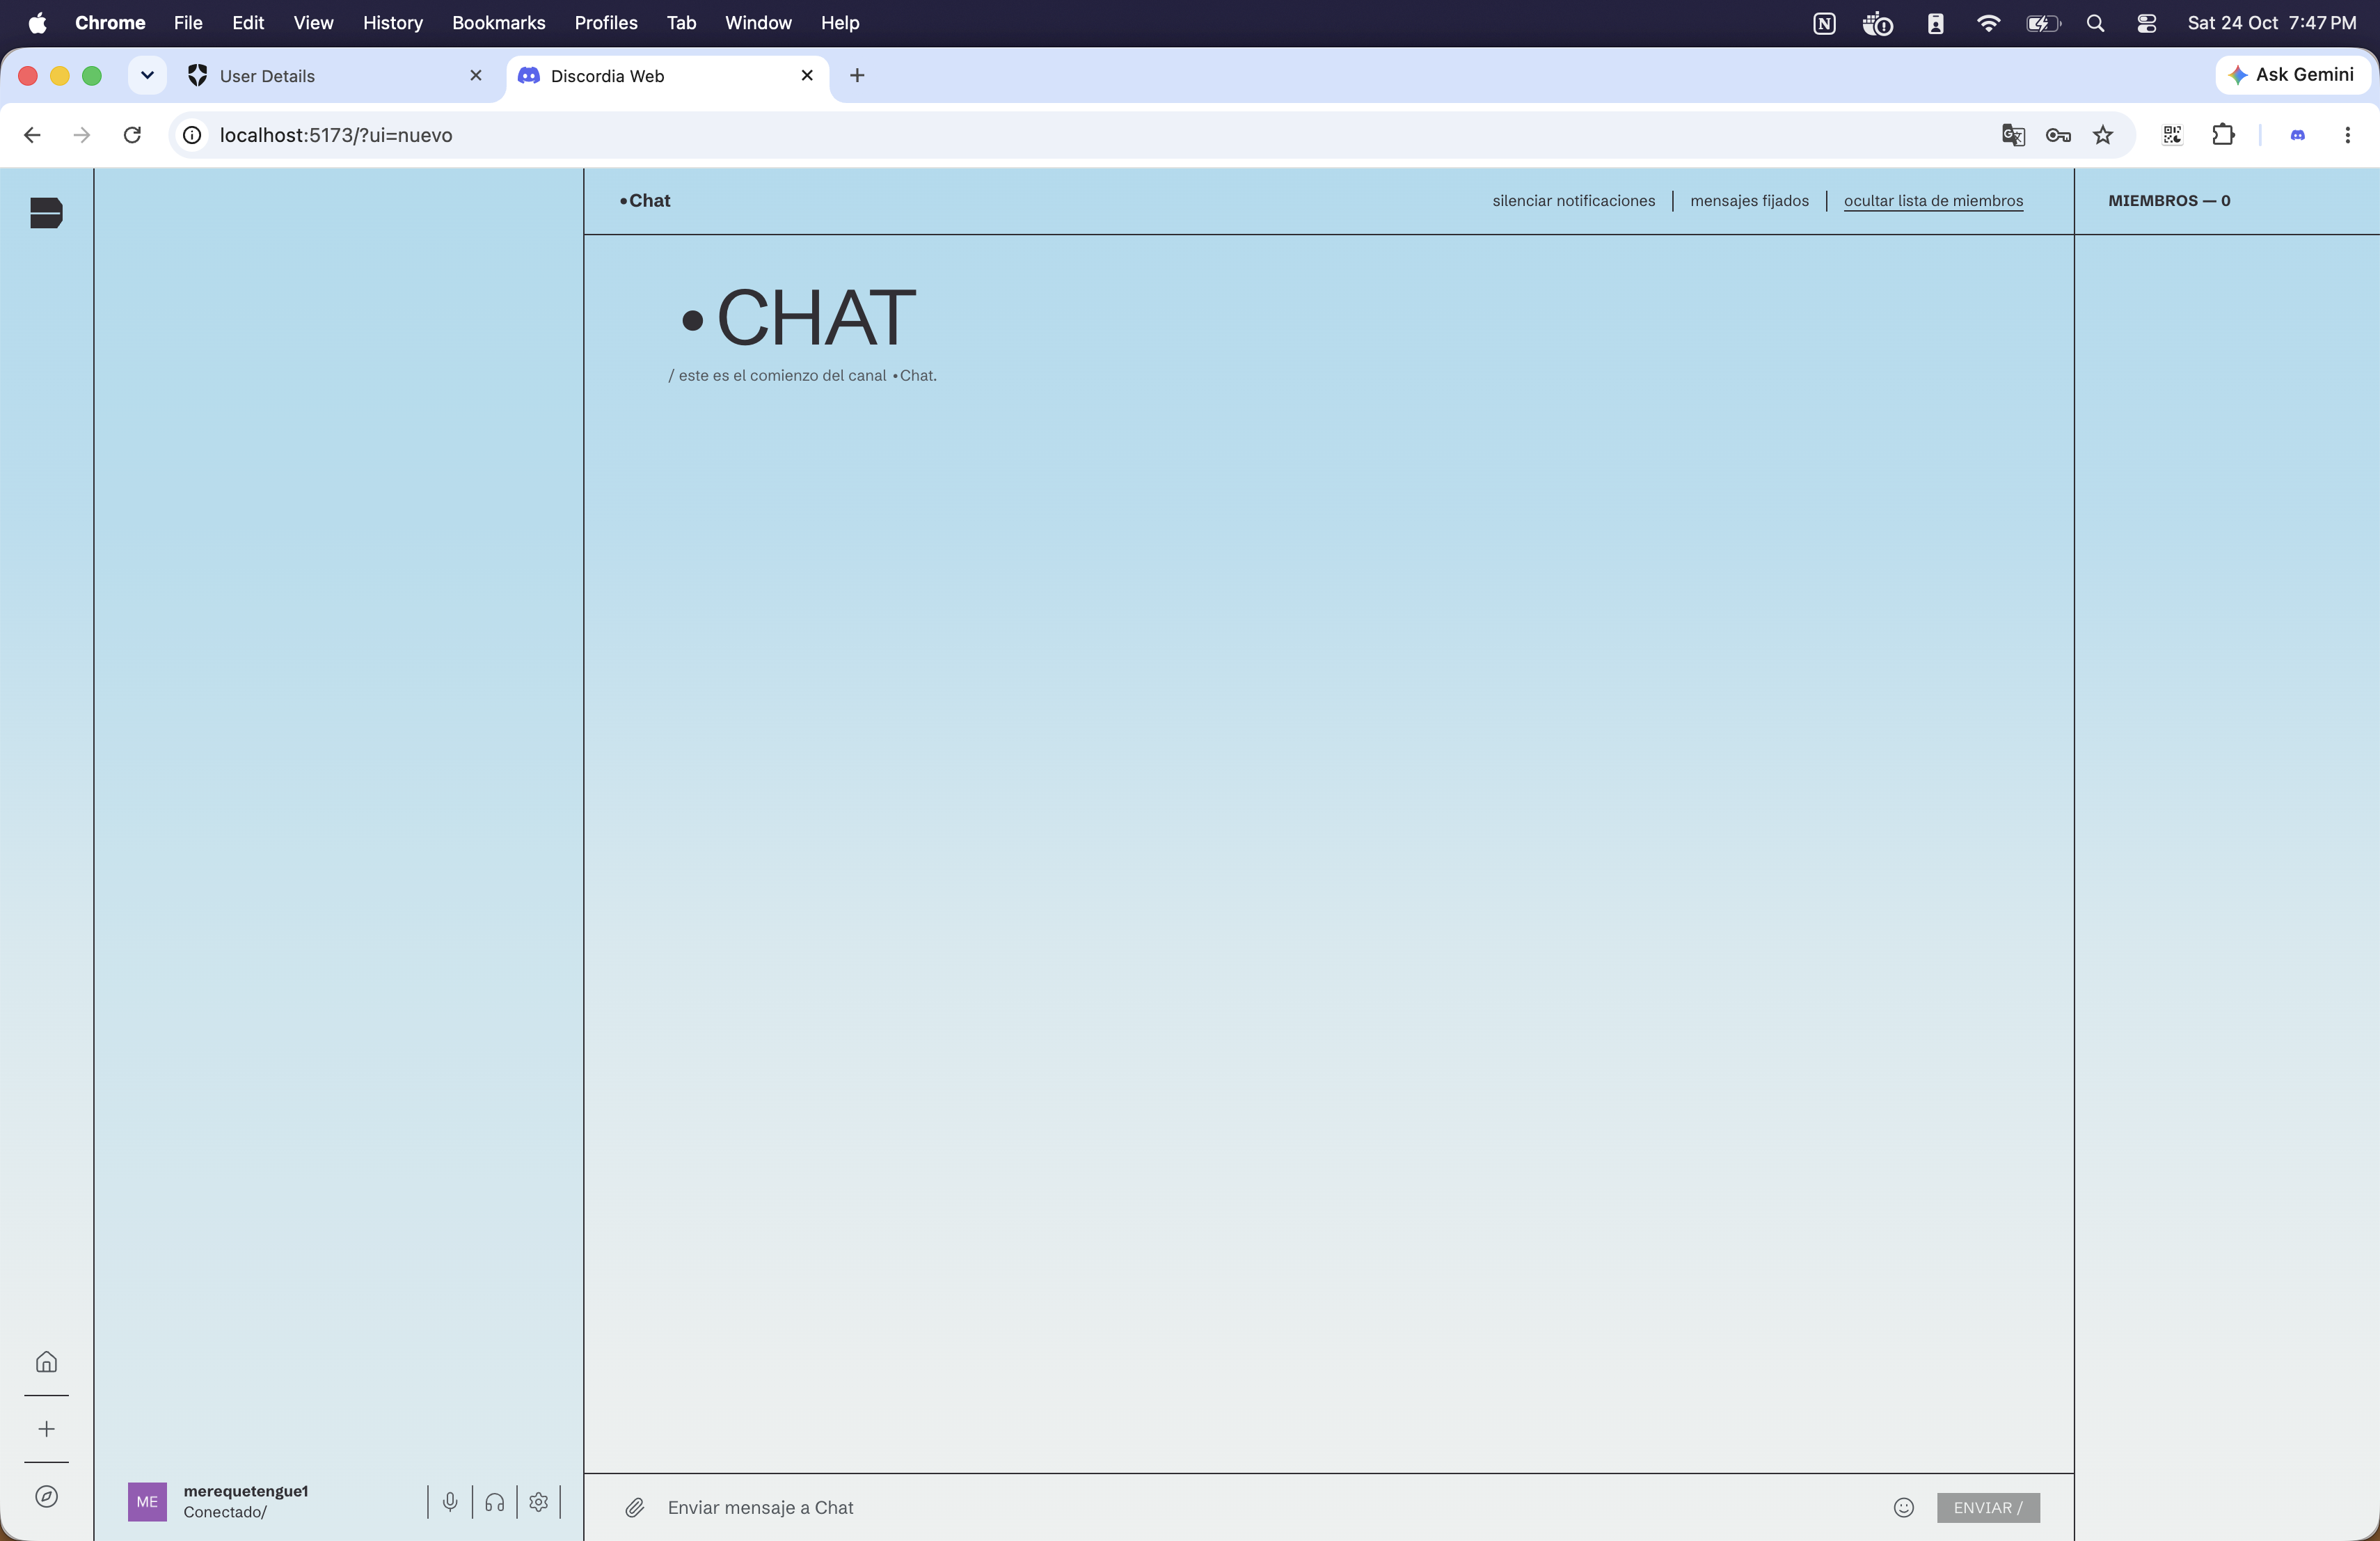 Chrome File Edit View History Bookmarks Profiles Tab Window Help Sat 24 Oct 7:47 PM
User Details Discordia Web Ask Gemini
localhost:5173/?ui=nuevo
•Chat silenciar notificaciones mensajes fijados ocultar lista de miembros MIEMBROS — 0
•CHAT
/ este es el comienzo del canal •Chat.
ME merequetengue1
Conectado/
Enviar mensaje a Chat ENVIAR /